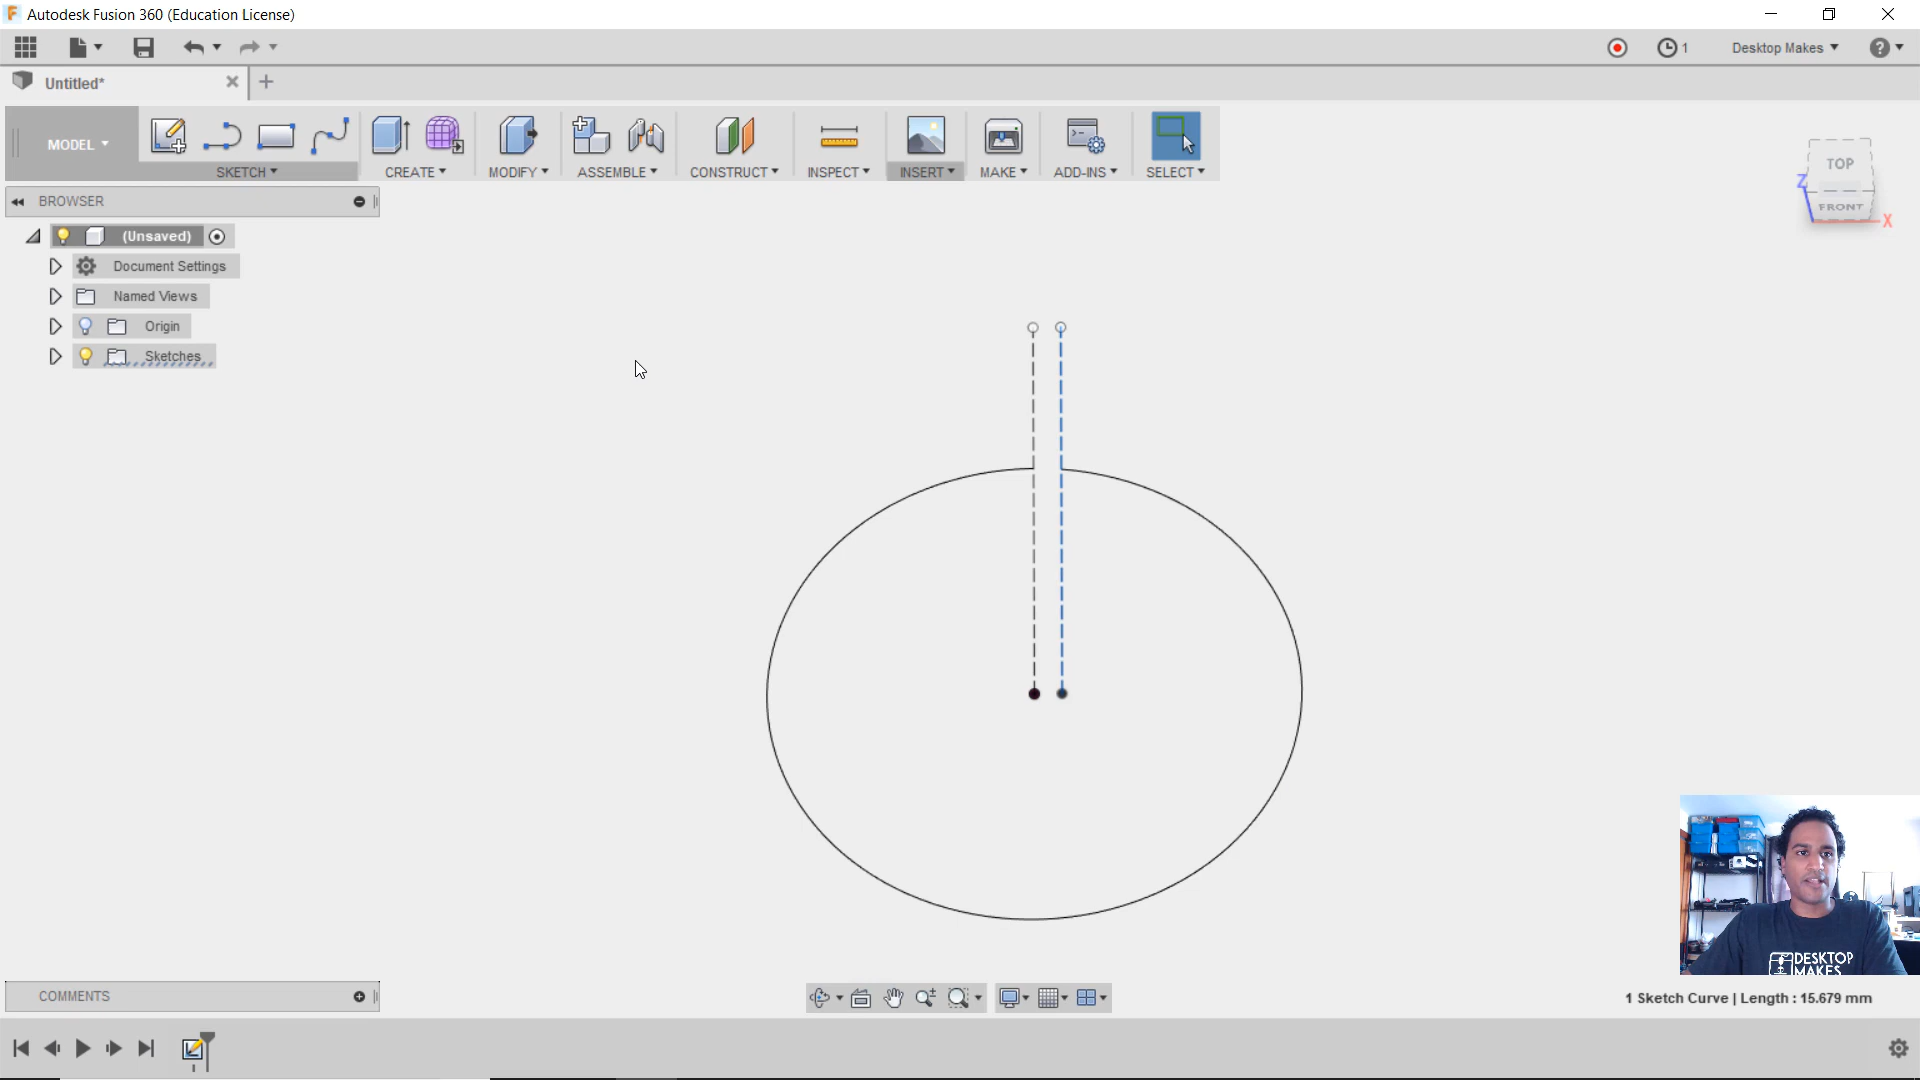 Autodesk Fusion 360 (Education License)
1
Desktop Makes
?
Untitled*
MODEL
SKETCH
CREATE
MODIFY
ASSEMBLE
CONSTRUCT
INSPECT
INSERT
MAKE
ADD-INS
SELECT
TOP
Z
FRONT
X
BROWSER
(Unsaved)
Document Settings
Named Views
Origin
Sketches
DESKTOP
MAKES
COMMENTS
1 Sketch Curve | Length : 15.679 mm